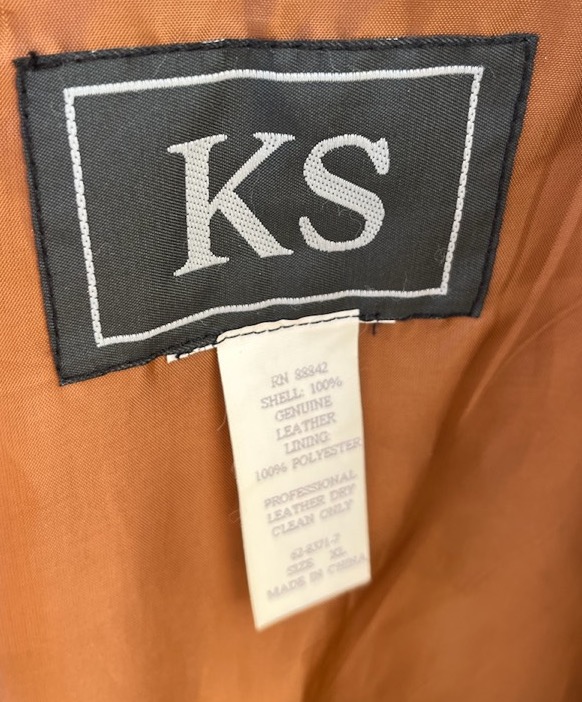 KS
RN 88842
SHELL: 100%
GENUINE
LEATHER
LINING:
100% POLYESTER
PROFESSIONAL
LEATHER DRY
CLEAN ONLY
SIZE XL
MADE IN CHINA